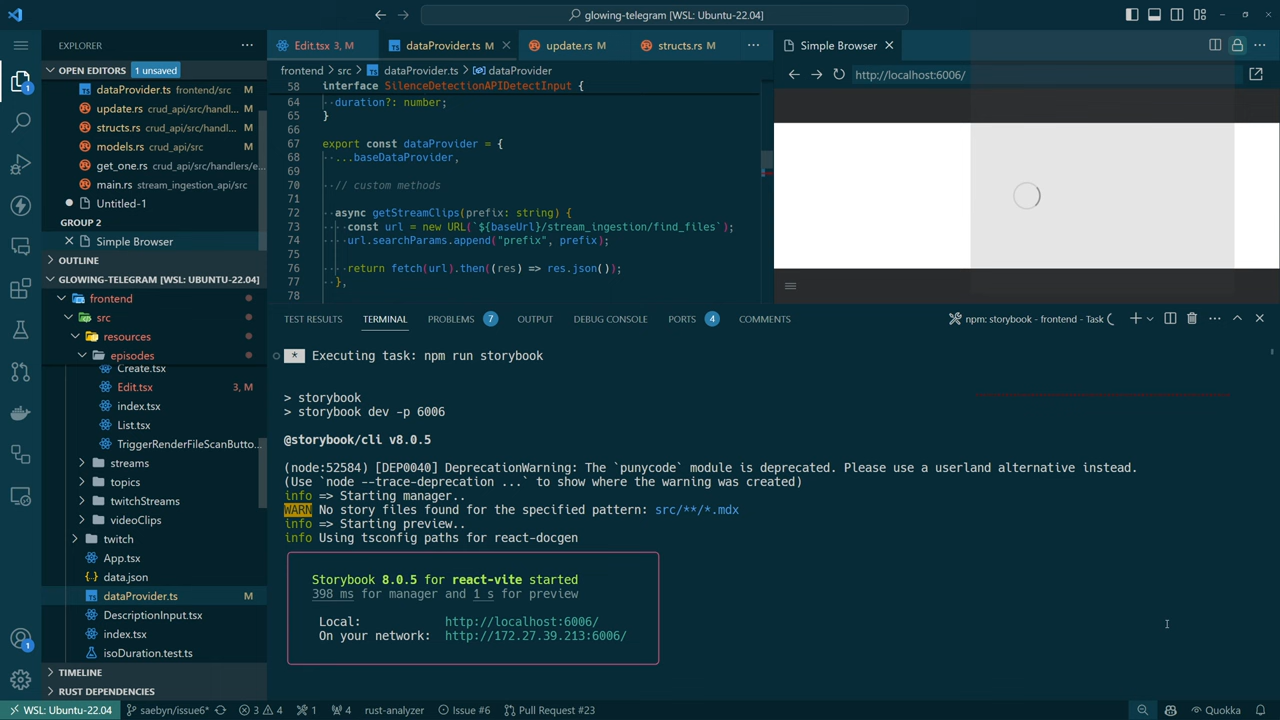 glowing-telegram [WSL: Ubuntu-22.04]
EXPLORER
OPEN EDITORS 1 unsaved
dataProvider.ts frontend/src M
update.rs crud_api/src/handl... M
structs.rs crud_api/src/handl... M
models.rs crud_api/src M
get_one.rs crud_api/src/handlers/e...
main.rs stream_ingestion_api/src
Untitled-1
GROUP 2
Simple Browser
OUTLINE
GLOWING-TELEGRAM [WSL: UBUNTU-22.04]
frontend
src
resources
episodes
Create.tsx
Edit.tsx 3, M
index.tsx
List.tsx
TriggerRenderFileScanButto...
streams
topics
twitchStreams
videoClips
twitch
App.tsx
data.json
dataProvider.ts M
DescriptionInput.tsx
index.tsx
isoDuration.test.ts
TIMELINE
RUST DEPENDENCIES
1
1
Edit.tsx 3, M dataProvider.ts M update.rs M structs.rs M
frontend > src > dataProvider.ts > dataProvider
58 interface SilenceDetectionAPIDetectInput {
64 duration?: number;
65 }
66
67 export const dataProvider = {
68 ...baseDataProvider,
69
70 // custom methods
71
72 async getStreamClips(prefix: string) {
73 const url = new URL(`${baseUrl}/stream_ingestion/find_files`);
74 url.searchParams.append("prefix", prefix);
75
76 return fetch(url).then((res) => res.json());
77 },
78
Simple Browser
http://localhost:6006/
TEST RESULTS TERMINAL PROBLEMS 7 OUTPUT DEBUG CONSOLE PORTS 4 COMMENTS
npm: storybook - frontend - Task
* Executing task: npm run storybook
> storybook
> storybook dev -p 6006
@storybook/cli v8.0.5
(node:52584) [DEP0040] DeprecationWarning: The `punycode` module is deprecated. Please use a userland alternative instead.
(Use `node --trace-deprecation ...` to show where the warning was created)
info => Starting manager..
WARN No story files found for the specified pattern: src/**/*.mdx
info => Starting preview..
info Using tsconfig paths for react-docgen
Storybook 8.0.5 for react-vite started
398 ms for manager and 1 s for preview
Local: http://localhost:6006/
On your network: http://172.27.39.213:6006/
WSL: Ubuntu-22.04 saebyn/issue6* 3 4 1 4 rust-analyzer Issue #6 Pull Request #23 Quokka